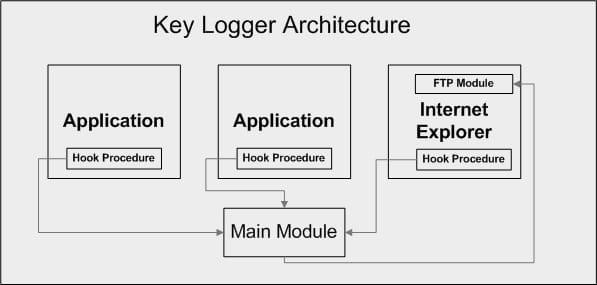 Key Logger Architecture
Application
Hook Procedure
Application
Hook Procedure
FTP Module
Internet
Explorer
Hook Procedure
Main Module